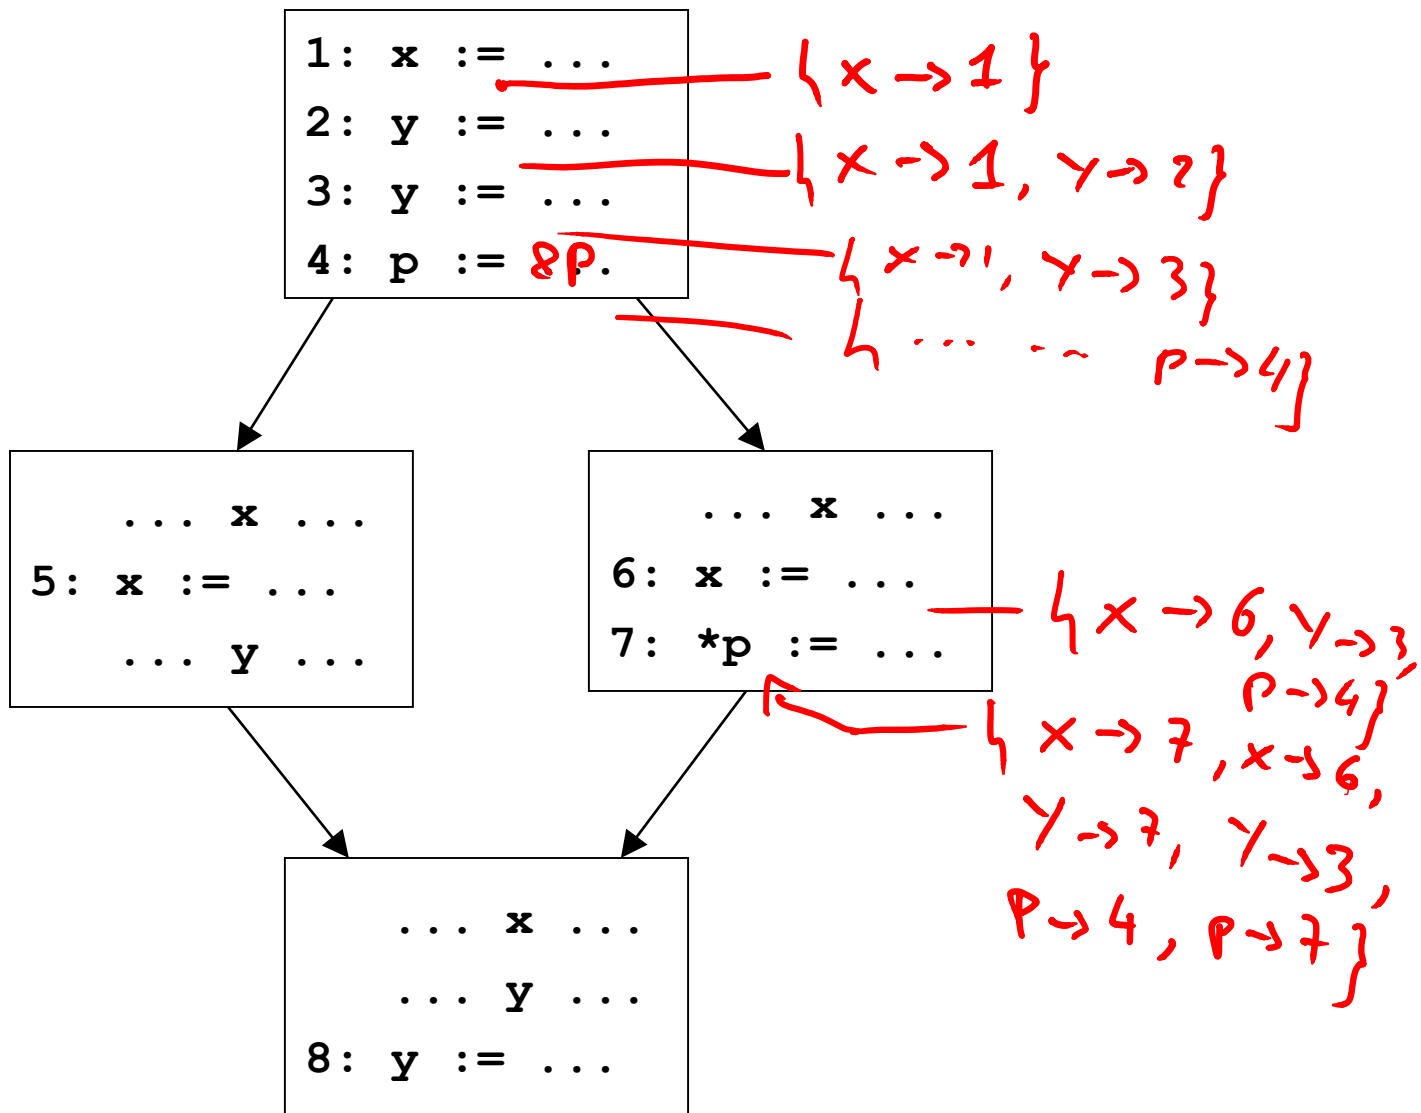 1: x := ...
{ x → 1 }
2: y := ...
{ x → 1, y → 2 }
3: y := ...
{ x → 1, y → 3 }
4: p := 8P.
{ ... ... p → 4 }
... x ...
5: x := ...
... y ...
... x ...
6: x := ...
{ x → 6, y → 3, p → 4 }
7: *p := ...
{ x → 7, x → 6,
y → 7, y → 3,
p → 4, p → 7 }
... x ...
... y ...
8: y := ...